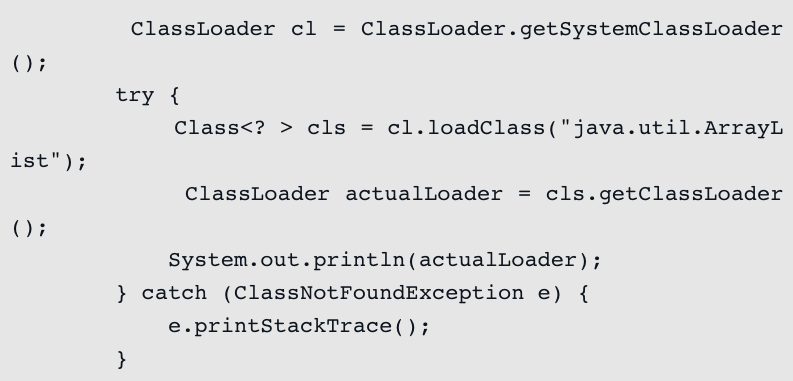 ClassLoader cl = ClassLoader.getSystemClassLoader
();
try {
Class<? > cls = cl.loadClass("java.util.ArrayL
ist");
ClassLoader actualLoader = cls.getClassLoader
();
System.out.println(actualLoader);
} catch (ClassNotFoundException e) {
e.printStackTrace();
}